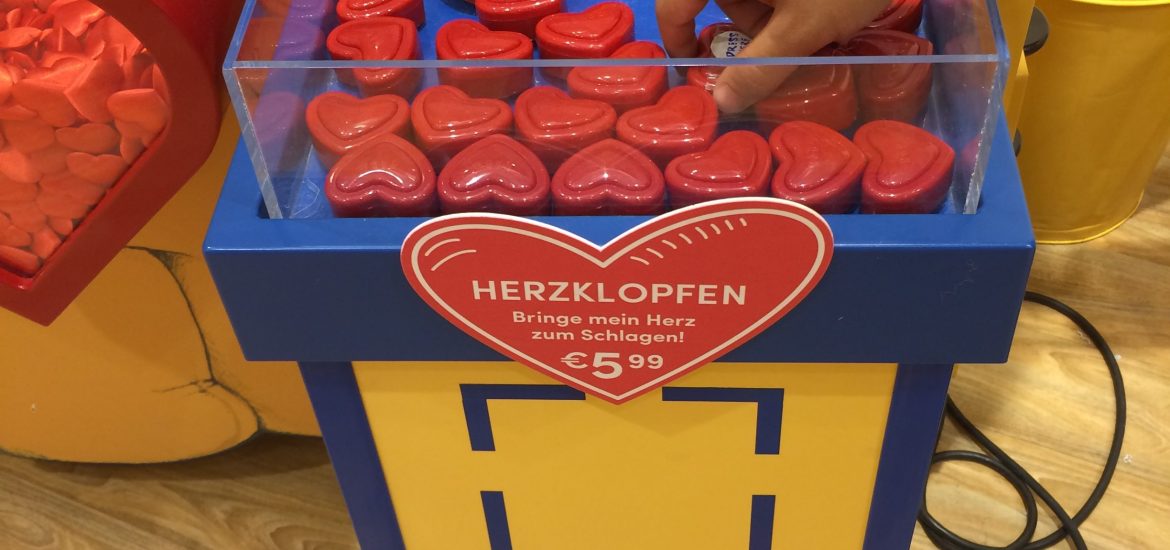 HERZKLOPFEN
Bringe mein Herz
zum Schlagen!
€5 99